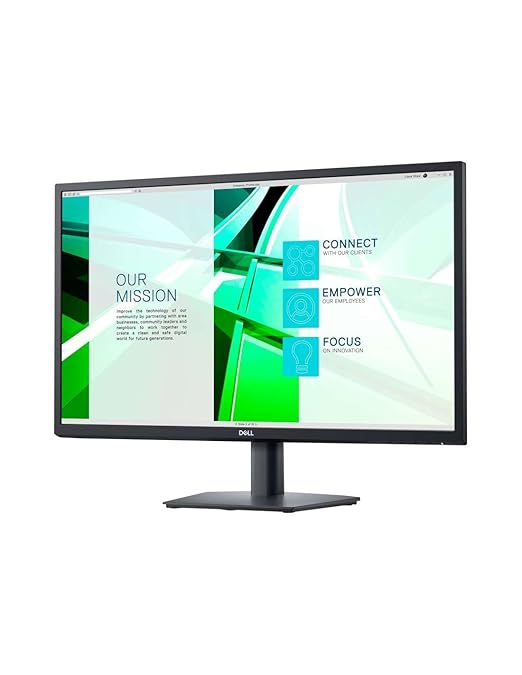 OUR
MISSION
Improve the technology of our
community by partnering with area
businesses, community leaders and
neighbors to work together to
create a clean and safe digital
world for future generations.
CONNECT
WITH OUR CLIENTS
EMPOWER
OUR EMPLOYEES
FOCUS
ON INNOVATION
DELL